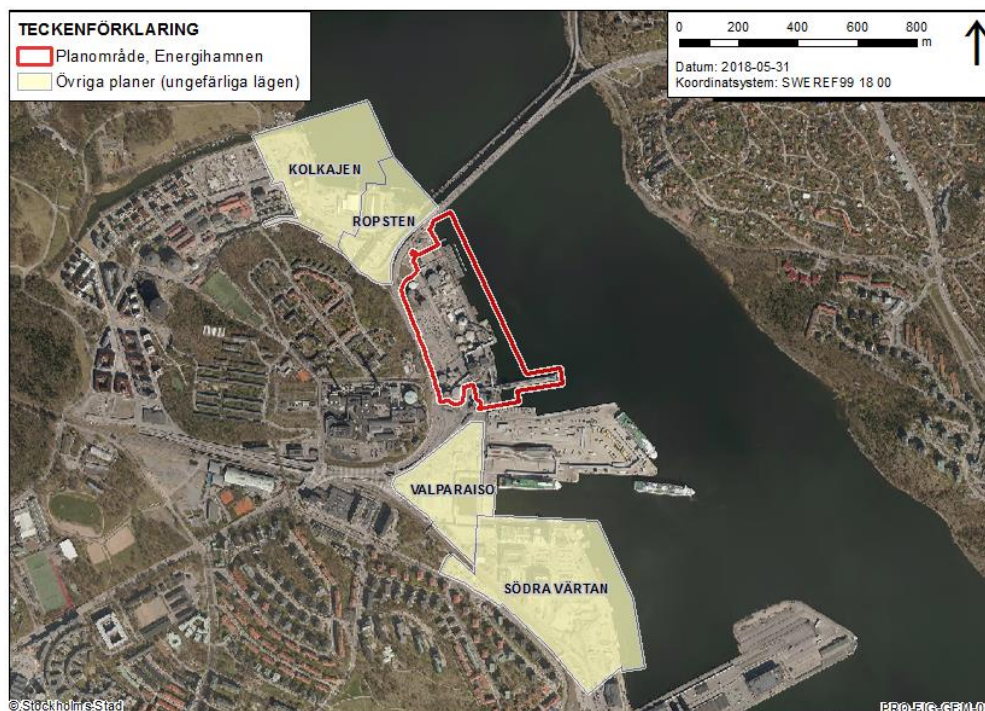 TECKENFÖRKLARING
Planområde, Energihamnen
Övriga planer (ungefärliga lägen)
0 200 400 600 800
m
Datum: 2018-05-31
Koordinatsystem: SWEREF99 18 00
KOLKAJEN
ROPSTEN
VALPARAISO
SÖDRA VÄRTAN
© Stockholms Stad